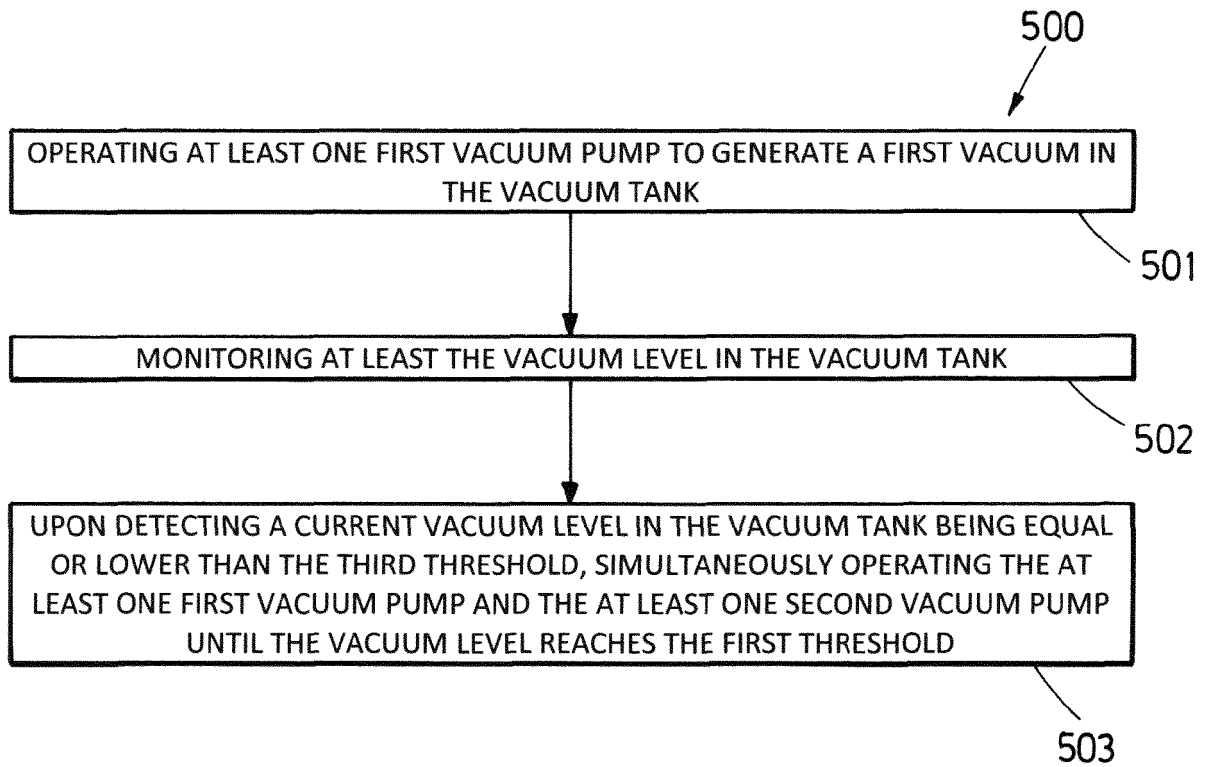 500
OPERATING AT LEAST ONE FIRST VACUUM PUMP TO GENERATE A FIRST VACUUM IN
THE VACUUM TANK
501
MONITORING AT LEAST THE VACUUM LEVEL IN THE VACUUM TANK
502
UPON DETECTING A CURRENT VACUUM LEVEL IN THE VACUUM TANK BEING EQUAL
OR LOWER THAN THE THIRD THRESHOLD, SIMULTANEOUSLY OPERATING THE AT
LEAST ONE FIRST VACUUM PUMP AND THE AT LEAST ONE SECOND VACUUM PUMP
UNTIL THE VACUUM LEVEL REACHES THE FIRST THRESHOLD
503